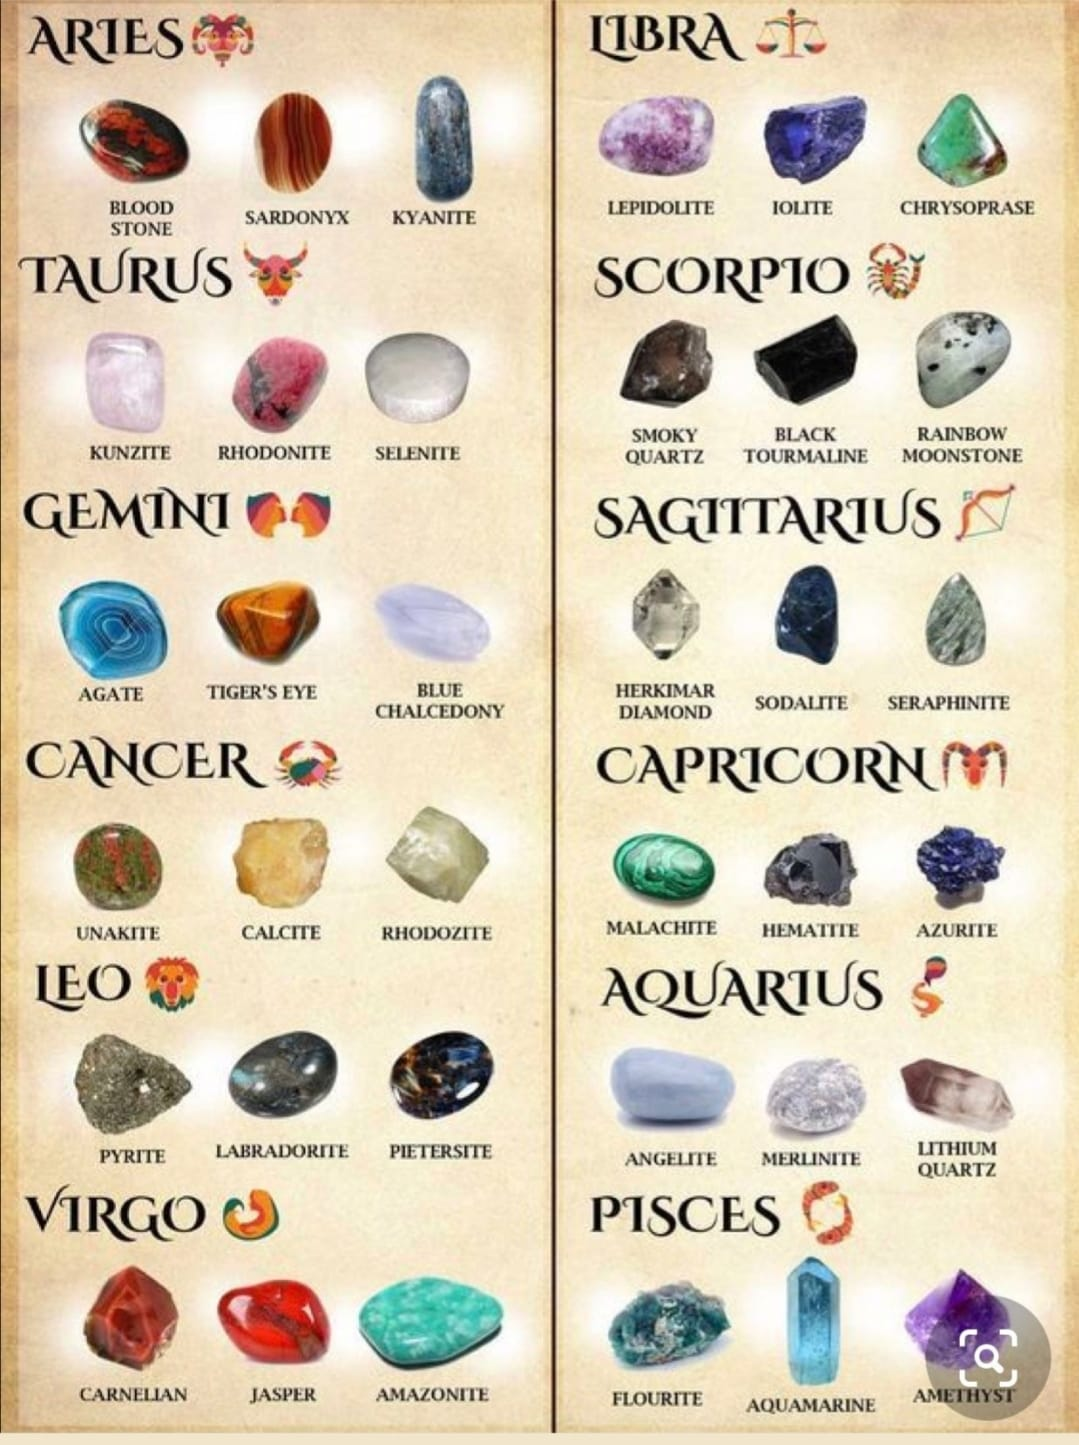 ARIES
BLOOD
STONE
SARDONYX
KYANITE
TAURUS
KUNZITE
RHODONITE
SELENITE
GEMINI
AGATE
TIGER'S EYE
BLUE
CHALCEDONY
CANCER
UNAKITE
CALCITE
RHODOZITE
LEO
PYRITE
LABRADORITE
PIETERSITE
VIRGO
CARNELIAN
JASPER
AMAZONITE
LIBRA
LEPIDOLITE
IOLITE
CHRYSOPRASE
SCORPIO
SMOKY
QUARTZ
BLACK
TOURMALINE
RAINBOW
MOONSTONE
SAGITTARIUS
HERKIMAR
DIAMOND
SODALITE
SERAPHINITE
CAPRICORN
MALACHITE
HEMATITE
AZURITE
AQUARIUS
ANGELITE
MERLINITE
LITHIUM
QUARTZ
PISCES
FLOURITE
AQUAMARINE
AMETHYST